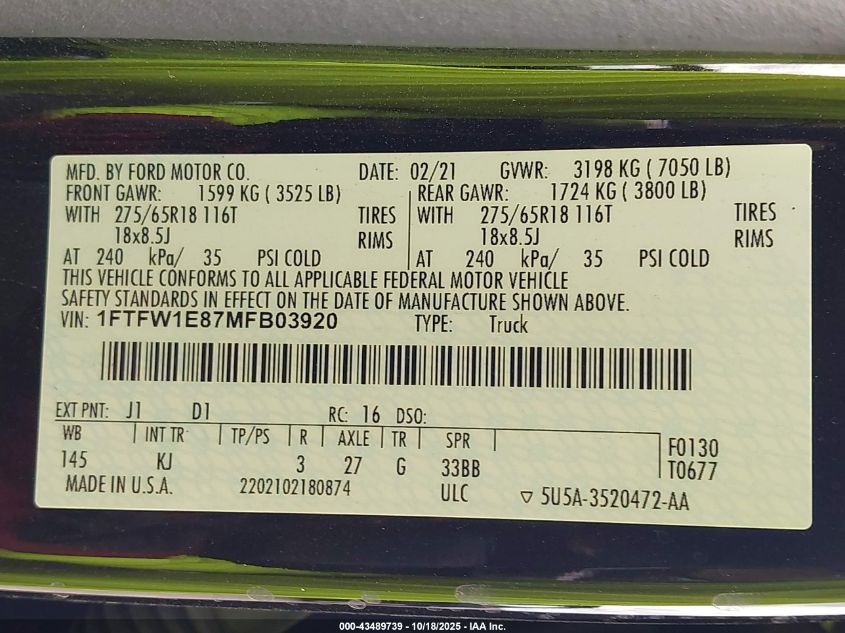 MFD. BY FORD MOTOR CO. DATE: 02/21 GVWR: 3198 KG ( 7050 LB)
FRONT GAWR: 1599 KG ( 3525 LB) REAR GAWR: 1724 KG ( 3800 LB)
WITH 275/65R18 116T TIRES WITH 275/65R18 116T TIRES
18x8.5J RIMS 18x8.5J RIMS
AT 240 kPa/ 35 PSI COLD AT 240 kPa/ 35 PSI COLD
THIS VEHICLE CONFORMS TO ALL APPLICABLE FEDERAL MOTOR VEHICLE
SAFETY STANDARDS IN EFFECT ON THE DATE OF MANUFACTURE SHOWN ABOVE.
VIN: 1FTFW1E87MFB03920 TYPE: Truck
EXT PNT: J1 D1 RC: 16 DSO:
WB INT TR TP/PS R AXLE TR SPR F0130
145 KJ 3 27 G 33BB T0677
MADE IN U.S.A. 2202102180874 ULC ▽ 5U5A-3520472-AA
000-43489739 - 10/18/2025 - IAA Inc.